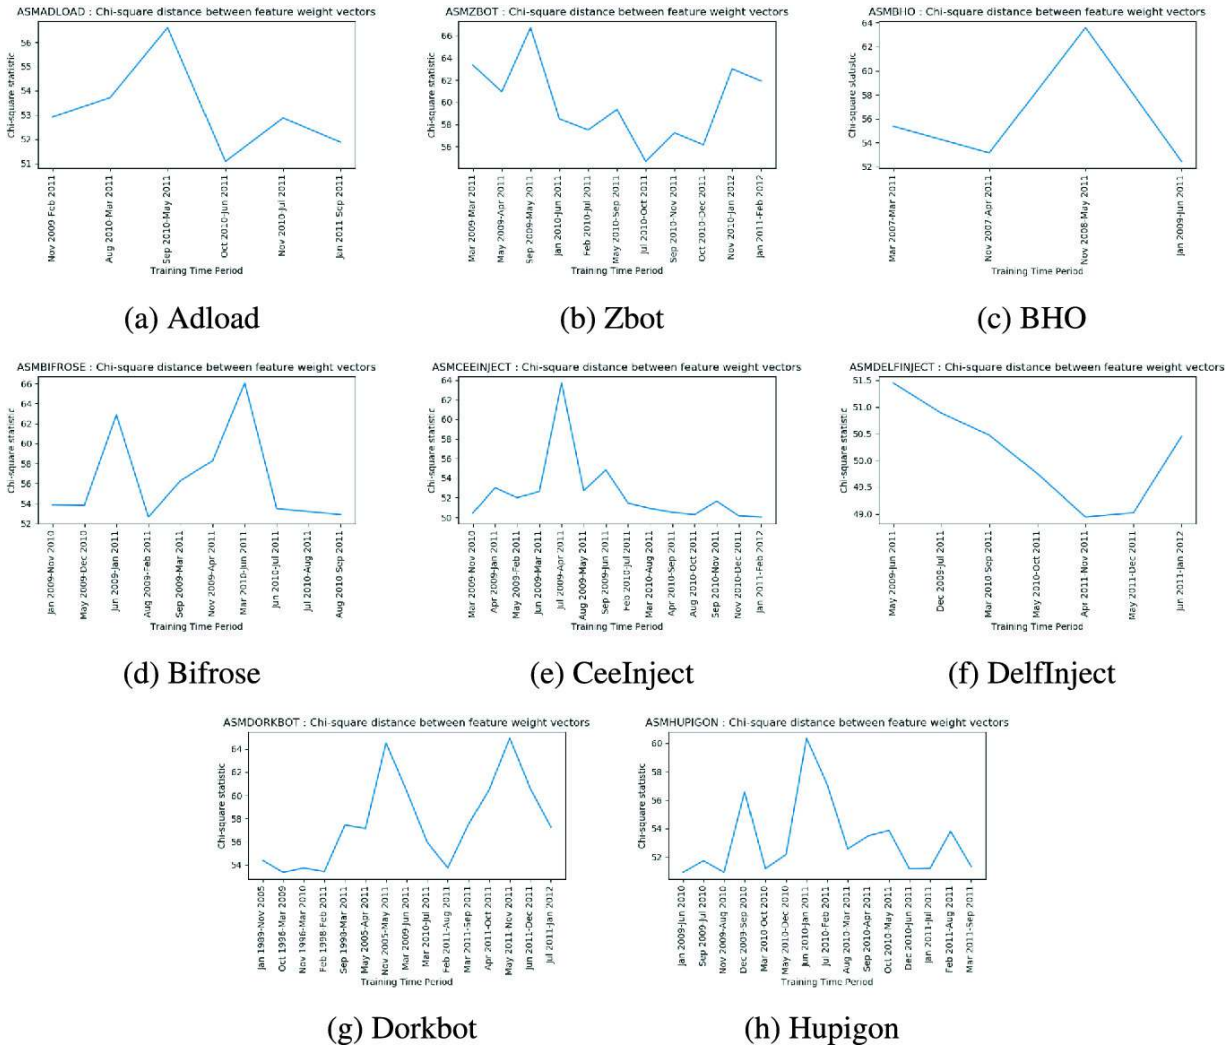 ASMADLOAD : Chi-square distance between feature weight vectors
Chi-square statistic
56
55
54
53
52
51
Nov 2009-Feb 2011
Aug 2010-Mar 2011
Sep 2010-May 2011
Oct 2010-Jun 2011
Nov 2010-Jul 2011
Jan 2011-Sep 2011
Training Time Period
(a) Adload
ASMZBOT : Chi-square distance between feature weight vectors
Chi-square statistic
66
64
62
60
58
56
Mar 2009-Mar 2011
May 2009-Apr 2011
Sep 2009-May 2011
Jan 2010-Jun 2011
Feb 2010-Jul 2011
May 2010-Sep 2011
Jul 2010-Oct 2011
Sep 2010-Nov 2011
Oct 2010-Dec 2011
Nov 2010-Jan 2012
Jan 2011-Feb 2012
Training Time Period
(b) Zbot
ASMBHO : Chi-square distance between feature weight vectors
Chi-square statistic
64
62
60
58
56
54
52
Mar 2007-Mar 2011
Nov 2007-Apr 2011
Nov 2008-May 2011
Jan 2009-Jun 2011
Training Time Period
(c) BHO
ASMBIFROSE : Chi-square distance between feature weight vectors
Chi-square statistic
66
64
62
60
58
56
54
52
Jan 2009-Nov 2010
May 2009-Dec 2010
Jun 2009-Jan 2011
Aug 2009-Feb 2011
Sep 2009-Mar 2011
Nov 2009-Apr 2011
Mar 2010-Jun 2011
Jun 2010-Jul 2011
Jul 2010-Aug 2011
Aug 2010-Sep 2011
Training Time Period
(d) Bifrose
ASMCEEINJECT : Chi-square distance between feature weight vectors
Chi-square statistic
64
62
60
58
56
54
52
50
Mar 2009-Nov 2010
Apr 2009-Jan 2011
May 2009-Feb 2011
Jun 2009-Mar 2011
Jul 2009-Apr 2011
Aug 2009-May 2011
Sep 2009-Jun 2011
Feb 2010-Jul 2011
Mar 2010-Aug 2011
Apr 2010-Sep 2011
Aug 2010-Oct 2011
Sep 2010-Nov 2011
Nov 2010-Dec 2011
Jan 2011-Feb 2012
Training Time Period
(e) CeeInject
ASMDELFINJECT : Chi-square distance between feature weight vectors
Chi-square statistic
51.5
51.0
50.5
50.0
49.5
49.0
May 2009-Jun 2011
Dec 2009-Jul 2011
Mar 2010-Sep 2011
May 2010-Oct 2011
Apr 2011-Nov 2011
May 2011-Dec 2011
Jun 2011-Jan 2012
Training Time Period
(f) DelfInject
ASMDORKBOT : Chi-square distance between feature weight vectors
Chi-square statistic
64
62
60
58
56
54
Jan 1989-Nov 2005
Oct 1996-Mar 2009
Nov 1996-Mar 2010
Feb 1998-Feb 2011
Sep 1998-Mar 2011
May 2005-Apr 2011
Nov 2005-May 2011
Mar 2009-Jun 2011
Mar 2010-Jul 2011
Feb 2011-Aug 2011
Mar 2011-Sep 2011
Apr 2011-Oct 2011
May 2011-Nov 2011
Jun 2011-Dec 2011
Jul 2011-Jan 2012
Training Time Period
(g) Dorkbot
ASMHUPIGON : Chi-square distance between feature weight vectors
Chi-square statistic
60
58
56
54
52
Jan 2009-Jun 2010
Sep 2009-Jul 2010
Nov 2009-Aug 2010
Dec 2009-Sep 2010
Mar 2010-Oct 2010
May 2010-Dec 2010
Jun 2010-Jan 2011
Jul 2010-Feb 2011
Aug 2010-Mar 2011
Sep 2010-Apr 2011
Oct 2010-May 2011
Dec 2010-Jun 2011
Jan 2011-Jul 2011
Feb 2011-Aug 2011
Mar 2011-Sep 2011
Training Time Period
(h) Hupigon